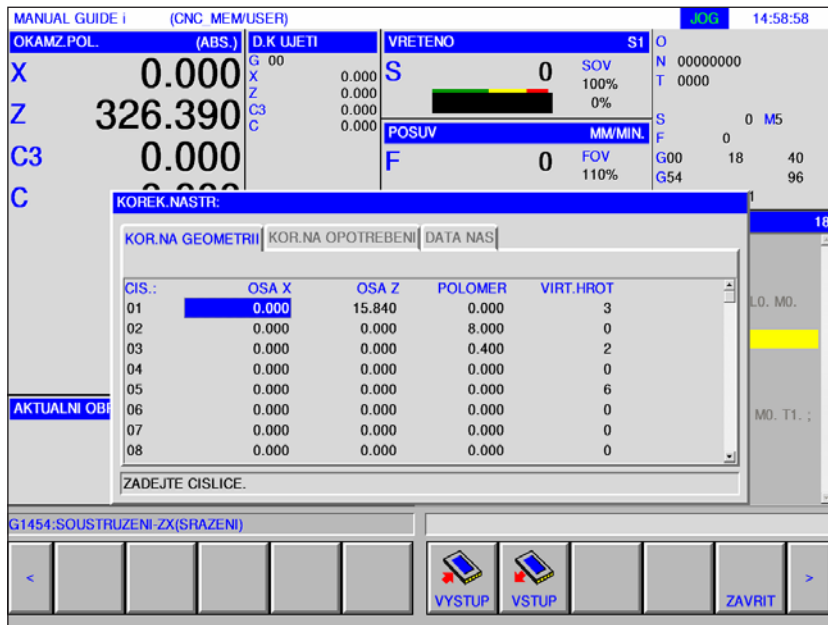 MANUAL GUIDE i (CNC_MEM/USER) JOG 14:58:58
OKAMZ.POL. (ABS.) D.K UJETI VRETENO S1 O
X 0.000 G 00 S 0 SOV N 00000000
X 0.000 100% T 0000
Z 326.390 Z 0.000 0%
C3 0.000 S 0 M5
C 0.000 POSUV MM/MIN. F 0
C3 0.000 F 0 FOV G00 18 40
110% G54 96
C
KOREK.NASTR: 18
KOR.NA GEOMETRII KOR.NA OPOTREBENI DATA NAS
CIS.: OSA X OSA Z POLOMER VIRT.HROT
01 0.000 15.840 0.000 3 L0. M0.
02 0.000 0.000 8.000 0
03 0.000 0.000 0.400 2
04 0.000 0.000 0.000 0
05 0.000 0.000 0.000 6
AKTUALNI OB 06 0.000 0.000 0.000 0 M0. T1. ;
07 0.000 0.000 0.000 0
08 0.000 0.000 0.000 0
ZADEJTE CISLICE.
G1454:SOUSTRUZENI-ZX(SRAZENI)
< VYSTUP VSTUP ZAVRIT >